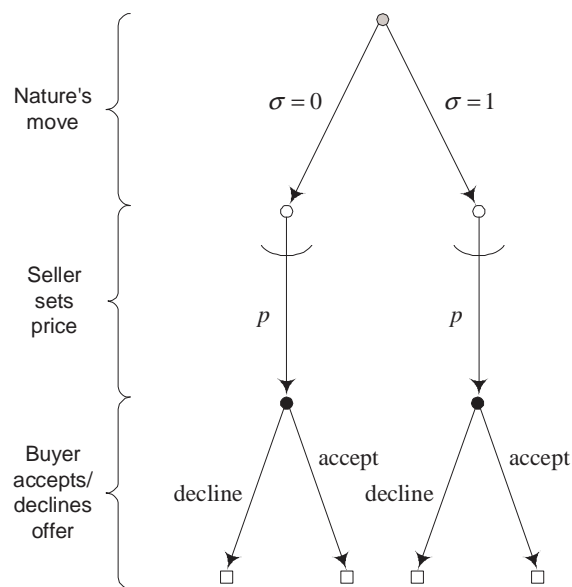 Nature's
move
σ = 0
σ = 1
Seller
sets
price
p
p
Buyer
accepts/
declines
offer
decline
accept
decline
accept